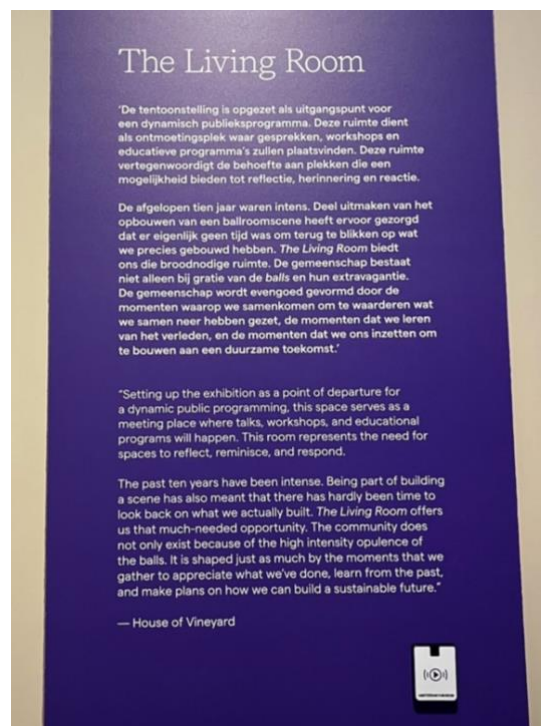 The Living Room
‘De tentoonstelling is opgezet als uitgangspunt voor
een dynamisch publieksprogramma. Deze ruimte dient
als ontmoetingsplek waar gesprekken, workshops en
educatieve programma’s zullen plaatsvinden. Deze ruimte
vertegenwoordigt de behoefte aan plekken die een
mogelijkheid bieden tot reflectie, herinnering en reactie.
De afgelopen tien jaar waren intens. Deel uitmaken van het
opbouwen van een ballroomscene heeft ervoor gezorgd
dat er eigenlijk geen tijd was om terug te blikken op wat
we precies gebouwd hebben. The Living Room biedt
ons die broodnodige ruimte. De gemeenschap bestaat
niet alleen bij gratie van de balls en hun extravagantie.
De gemeenschap wordt evengoed gevormd door de
momenten waarop we samenkomen om te waarderen wat
we samen neer hebben gezet, de momenten dat we leren
van het verleden, en de momenten dat we ons inzetten om
te bouwen aan een duurzame toekomst.’
“Setting up the exhibition as a point of departure for
a dynamic public programming, this space serves as a
meeting place where talks, workshops, and educational
programs will happen. This room represents the need for
spaces to reflect, reminisce, and respond.
The past ten years have been intense. Being part of building
a scene has also meant that there has hardly been time to
look back on what we actually built. The Living Room offers
us that much-needed opportunity. The community does
not only exist because of the high intensity opulence of
the balls. It is shaped just as much by the moments that we
gather to appreciate what we’ve done, learn from the past,
and make plans on how we can build a sustainable future.”
— House of Vineyard